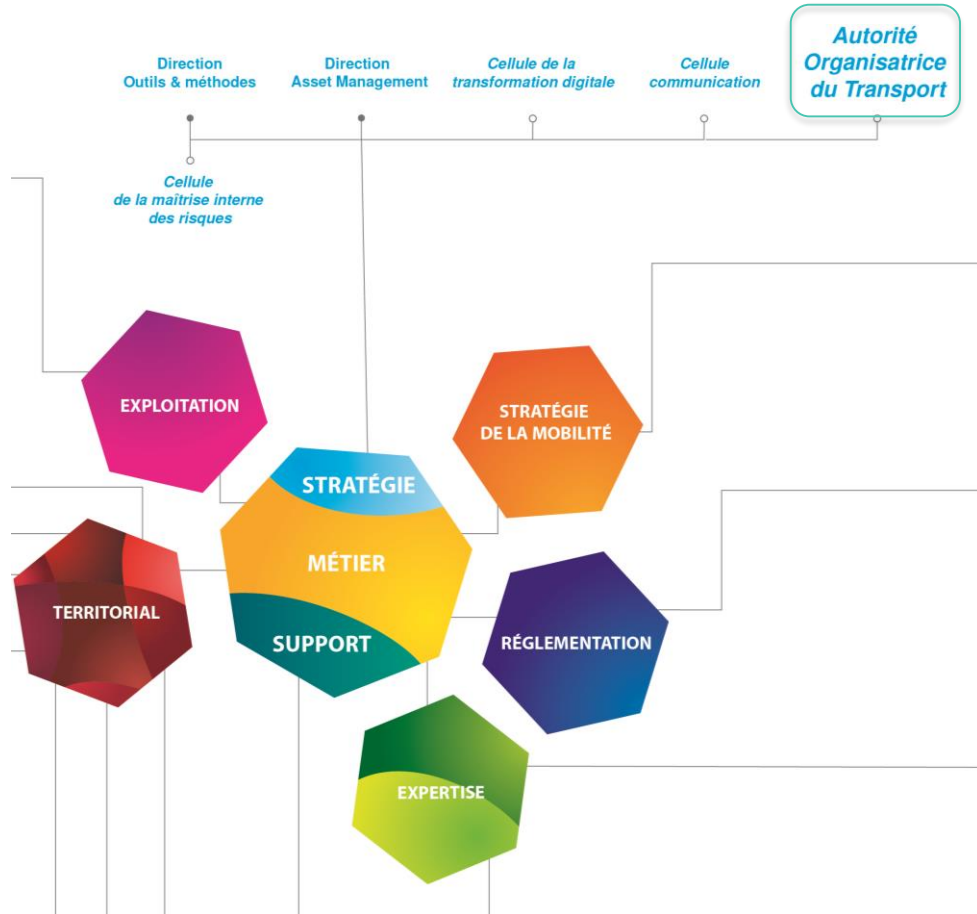 Direction
Outils & méthodes
Direction
Asset Management
Cellule de la
transformation digitale
Cellule
communication
Autorité
Organisatrice
du Transport
Cellule
de la maîtrise interne
des risques
EXPLOITATION
STRATÉGIE
DE LA MOBILITÉ
STRATÉGIE
MÉTIER
SUPPORT
TERRITORIAL
RÉGLEMENTATION
EXPERTISE